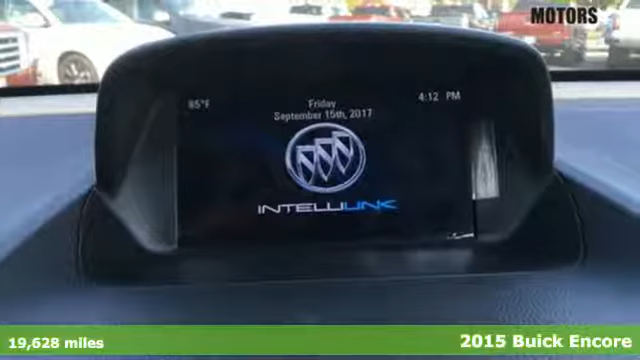 MOTORS
85°F
4:12 PM
Friday
September 15th, 2017
INTELLILINK
19,628 miles
2015 Buick Encore